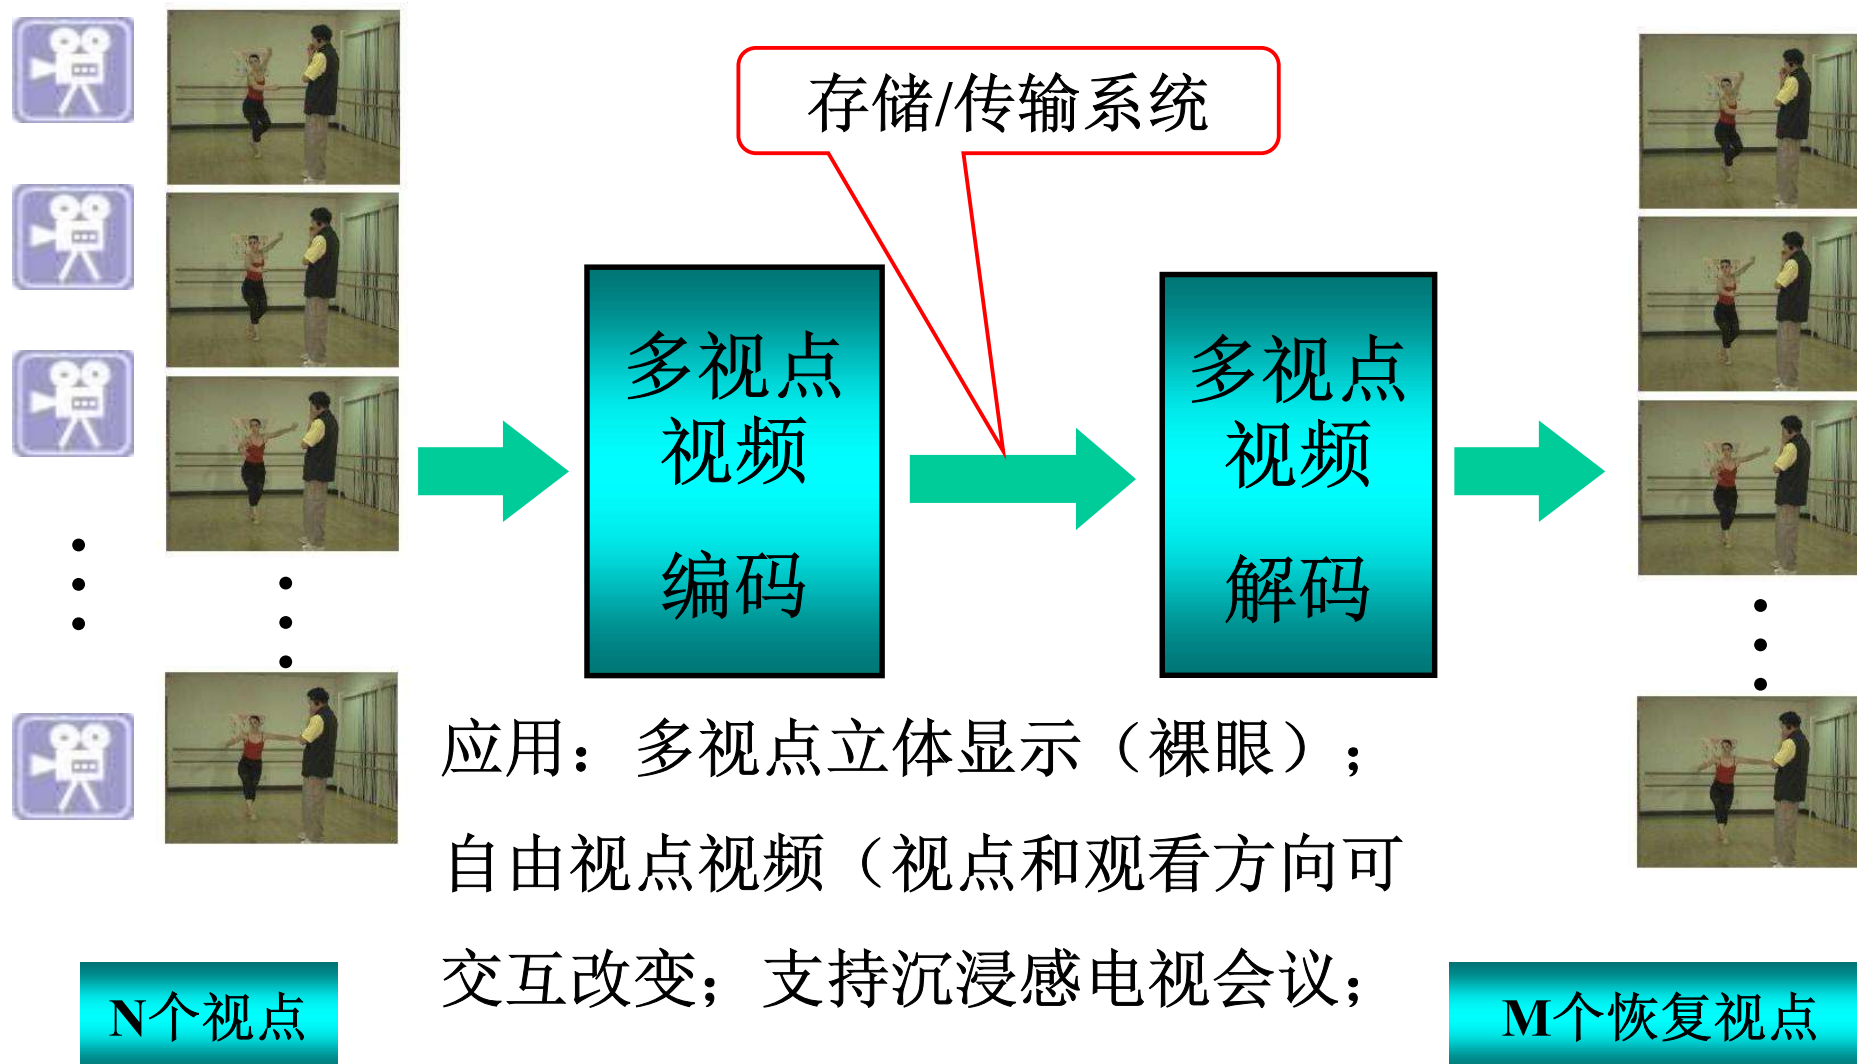 存储/传输系统
多视点
视频
编码
多视点
视频
解码
应用：多视点立体显示（裸眼）；
自由视点视频（视点和观看方向可
交互改变；支持沉浸感电视会议；
N个视点
M个恢复视点